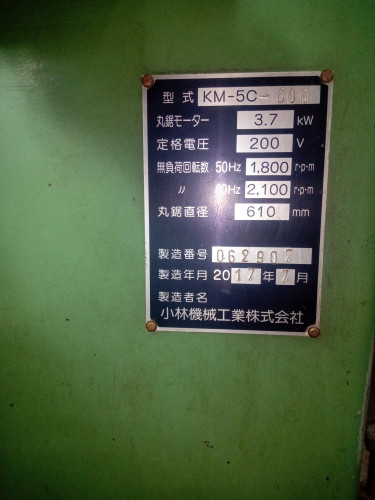 型式 KM-5C-606
丸鋸モーター 3.7 kW
定格電圧 200 V
無負荷回転数 50Hz 1,800 r·p·m
〃 60Hz 2,100 r·p·m
丸鋸直径 610 mm
製造番号
製造年月 20 年 月
製造者名
小林機械工業株式会社